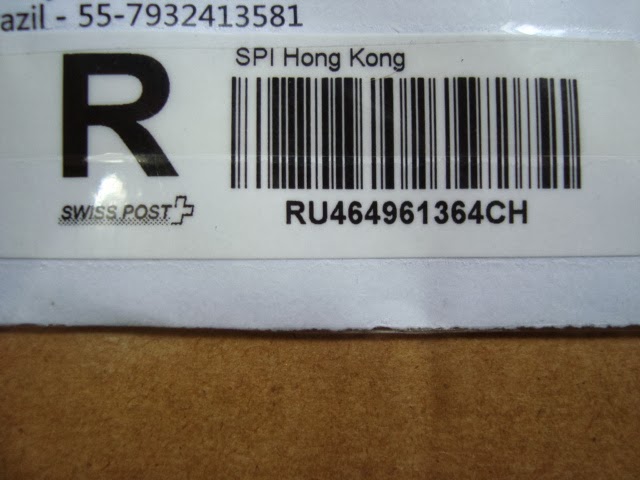 azil - 55-7932413581
R
SPI Hong Kong
SWISS POST
RU464961364CH